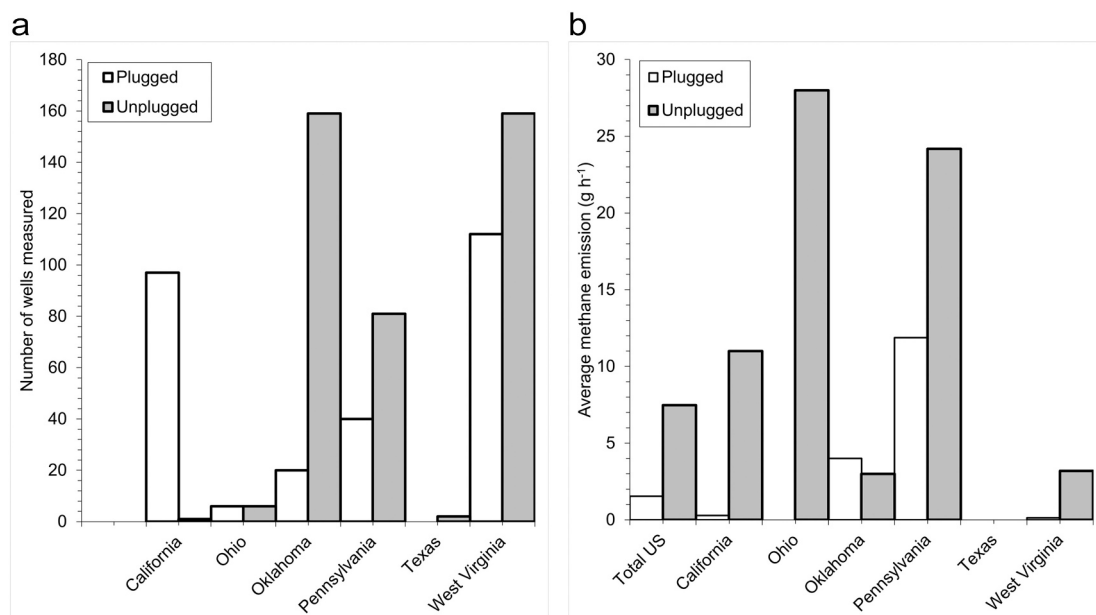 a
180
160
140
120
100
80
60
40
20
0
Number of wells measured
Plugged
Unplugged
California
Ohio
Oklahoma
Pennsylvania
Texas
West Virginia
b
30
25
20
15
10
5
0
Average methane emission (g h⁻¹)
Plugged
Unplugged
Total US
California
Ohio
Oklahoma
Pennsylvania
Texas
West Virginia